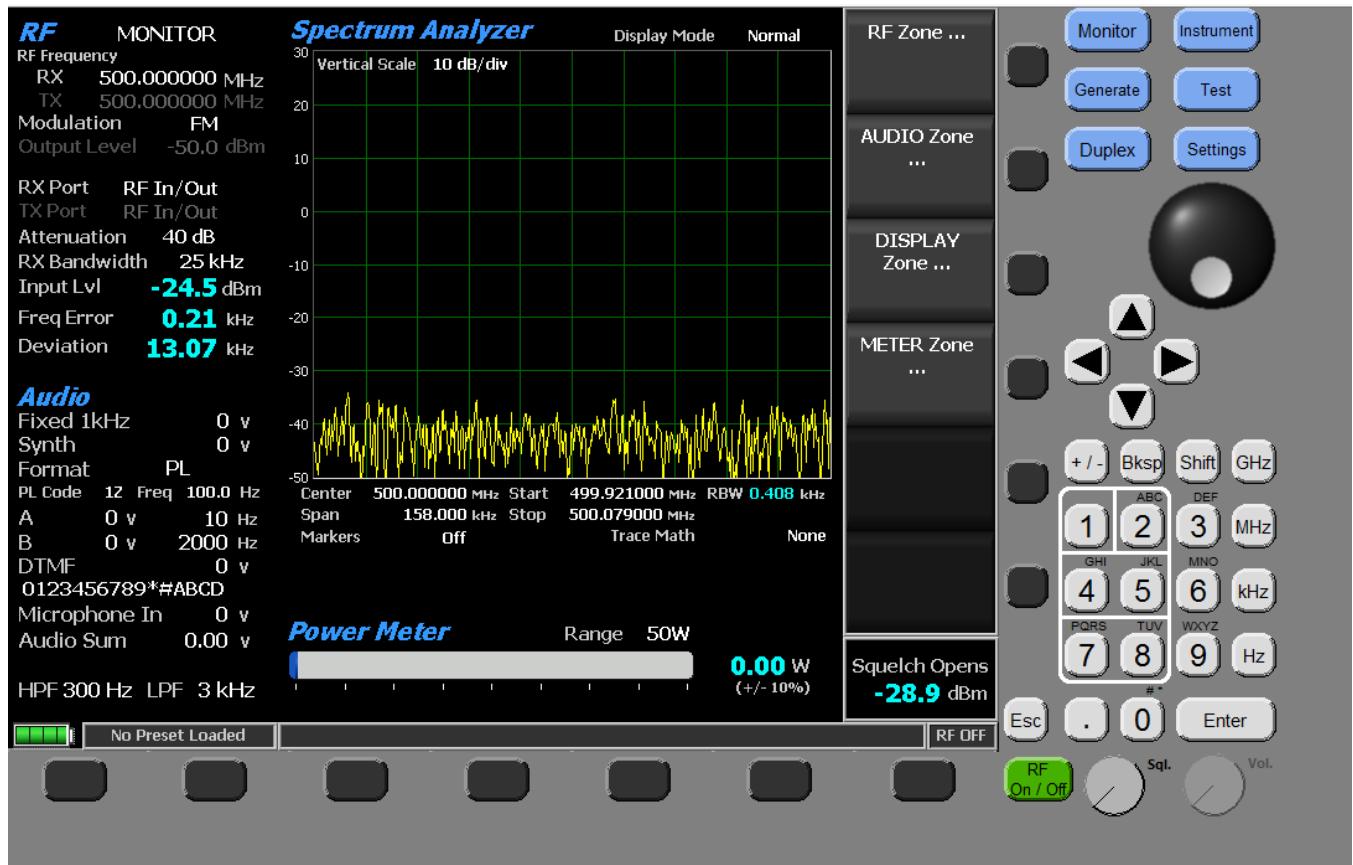 RF MONITOR
RF Frequency
RX 500.000000 MHz
TX 500.000000 MHz
Modulation FM
Output Level -50.0 dBm
RX Port RF In/Out
TX Port RF In/Out
Attenuation 40 dB
RX Bandwidth 25 kHz
Input Lvl -24.5 dBm
Freq Error 0.21 kHz
Deviation 13.07 kHz
Audio
Fixed 1kHz 0 v
Synth 0 v
Format PL
PL Code 1Z Freq 100.0 Hz
A 0 v 10 Hz
B 0 v 2000 Hz
DTMF 0 v
0123456789*#ABCD
Microphone In 0 v
Audio Sum 0.00 v
HPF 300 Hz LPF 3 kHz
Spectrum Analyzer Display Mode Normal
Vertical Scale 10 dB/div
30
20
10
0
-10
-20
-30
-40
-50
Center 500.000000 MHz Start 499.921000 MHz RBW 0.408 kHz
Span 158.000 kHz Stop 500.079000 MHz
Markers Off Trace Math None
Power Meter Range 50W
0.00 W
(+/- 10%)
RF Zone ...
AUDIO Zone
...
DISPLAY
Zone ...
METER Zone
...
Squelch Opens
-28.9 dBm
No Preset Loaded
RF OFF
Monitor Instrument
Generate Test
Duplex Settings
+ / - Bksp Shift GHz
ABC DEF
1 2 3 MHz
GHI JKL MNO
4 5 6 kHz
PQRS TUV WXYZ
7 8 9 Hz
# *
Esc . 0 Enter
RF
On / Off
Sql.
Vol.